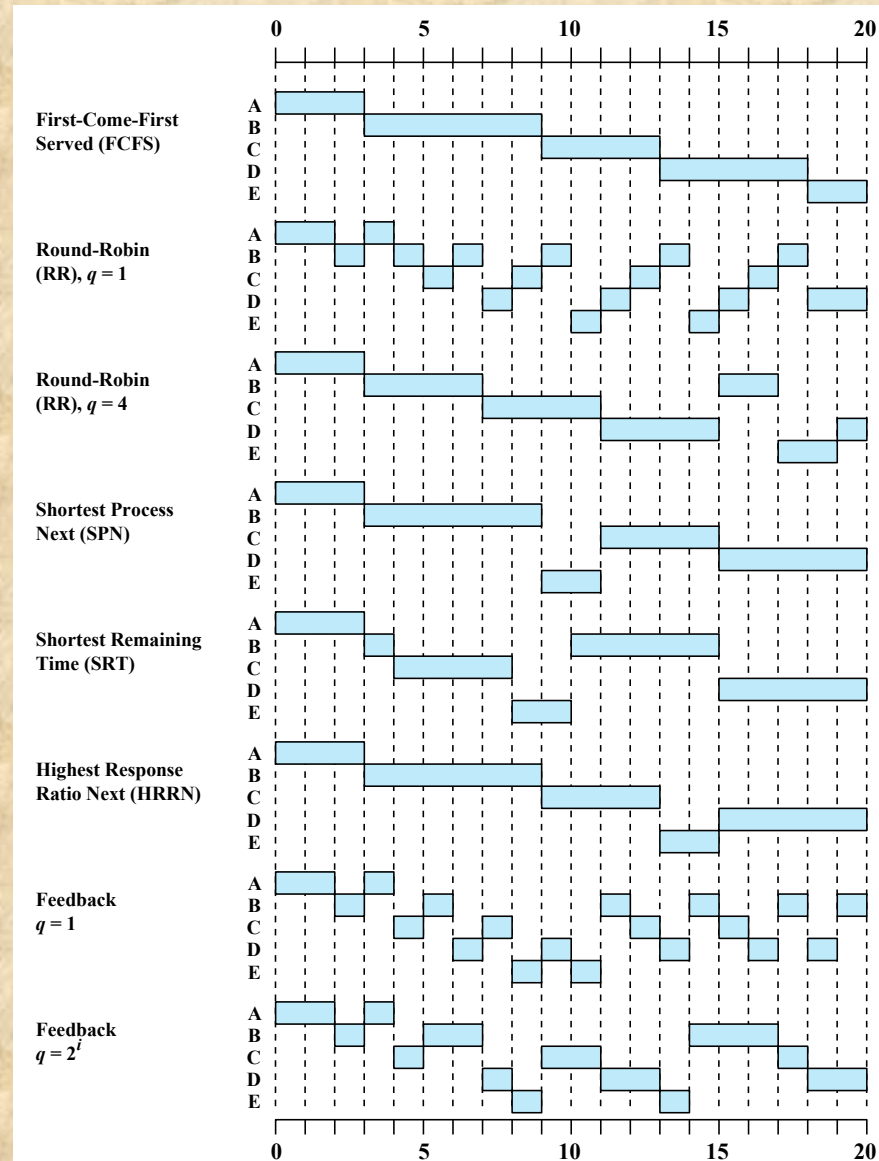 0 5 10 15 20
First-Come-First
Served (FCFS)
A
B
C
D
E
Round-Robin
(RR), q = 1
A
B
C
D
E
Round-Robin
(RR), q = 4
A
B
C
D
E
Shortest Process
Next (SPN)
A
B
C
D
E
Shortest Remaining
Time (SRT)
A
B
C
D
E
Highest Response
Ratio Next (HRRN)
A
B
C
D
E
Feedback
q = 1
A
B
C
D
E
Feedback
q = 2^i
A
B
C
D
E
0 5 10 15 20